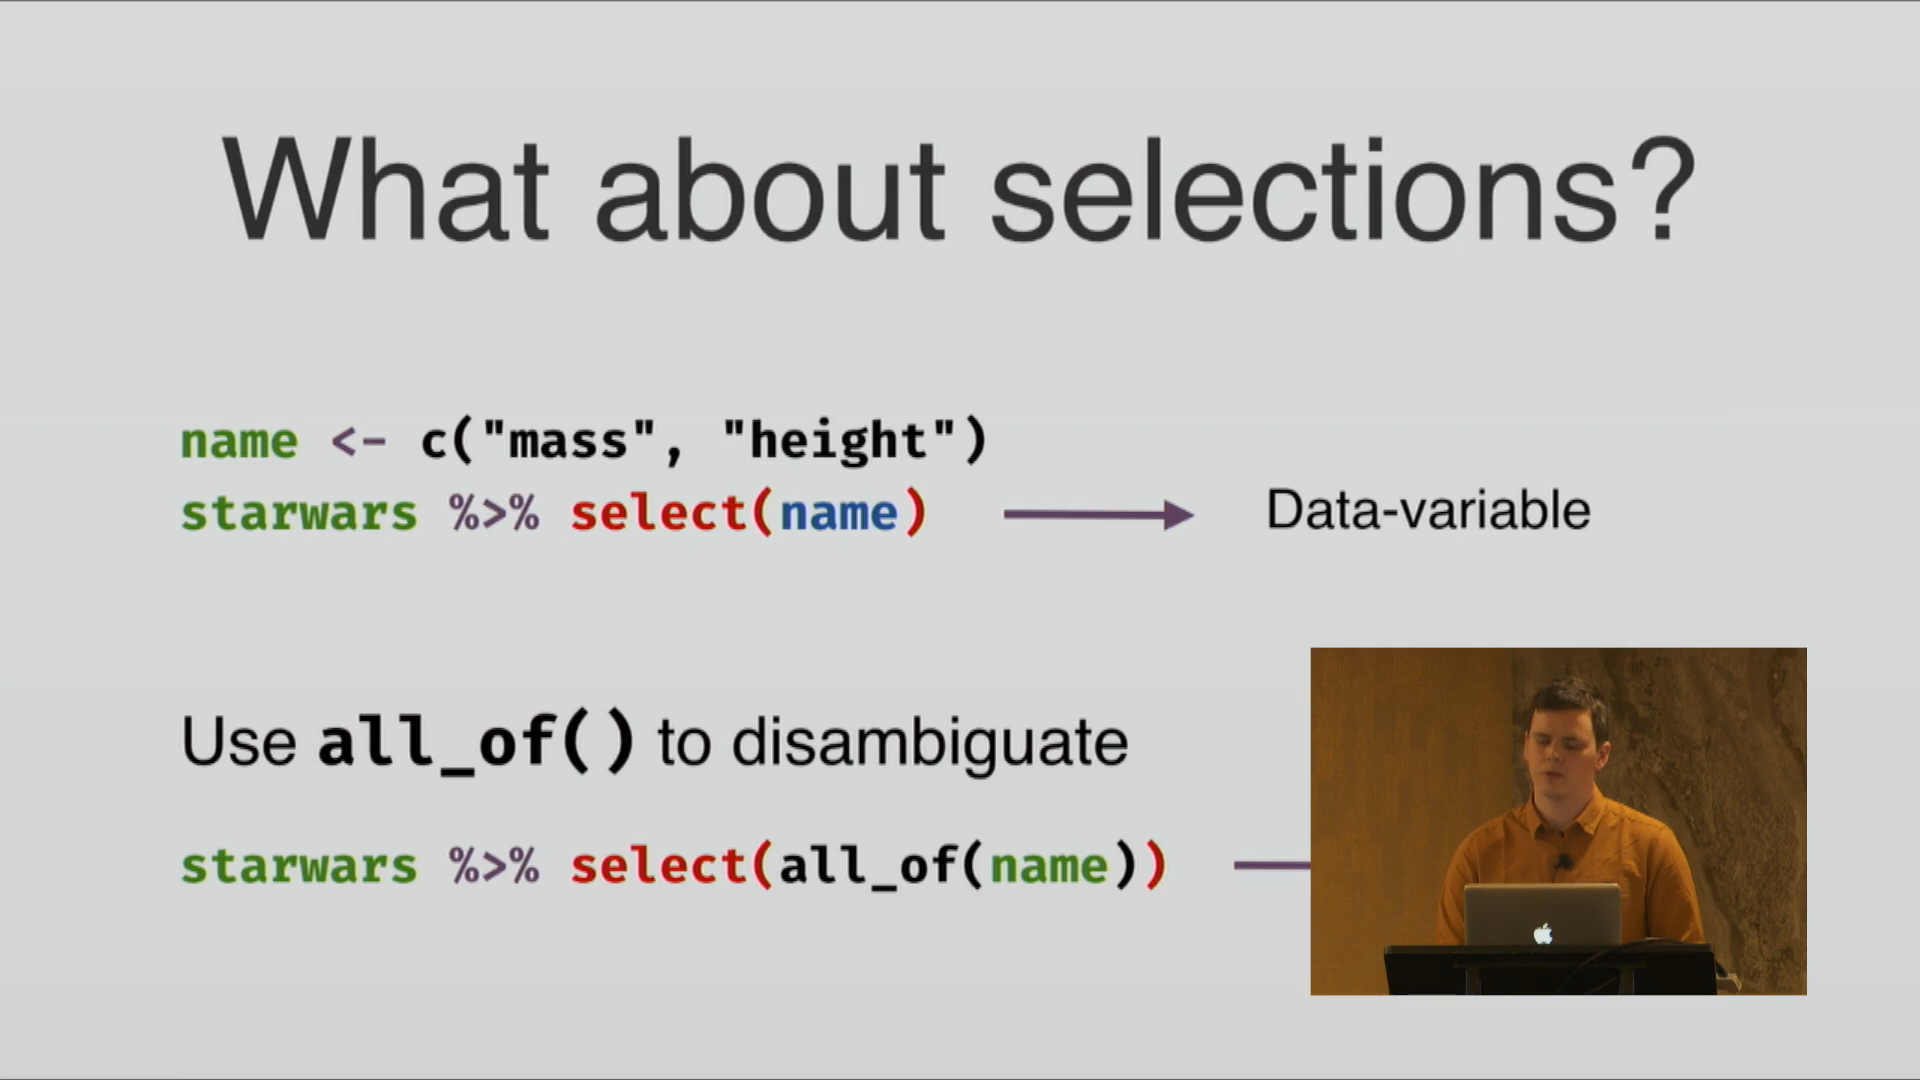 What about selections?
name <- c("mass", "height")
starwars %>% select(name)
Data-variable
Use all_of() to disambiguate
starwars %>% select(all_of(name))